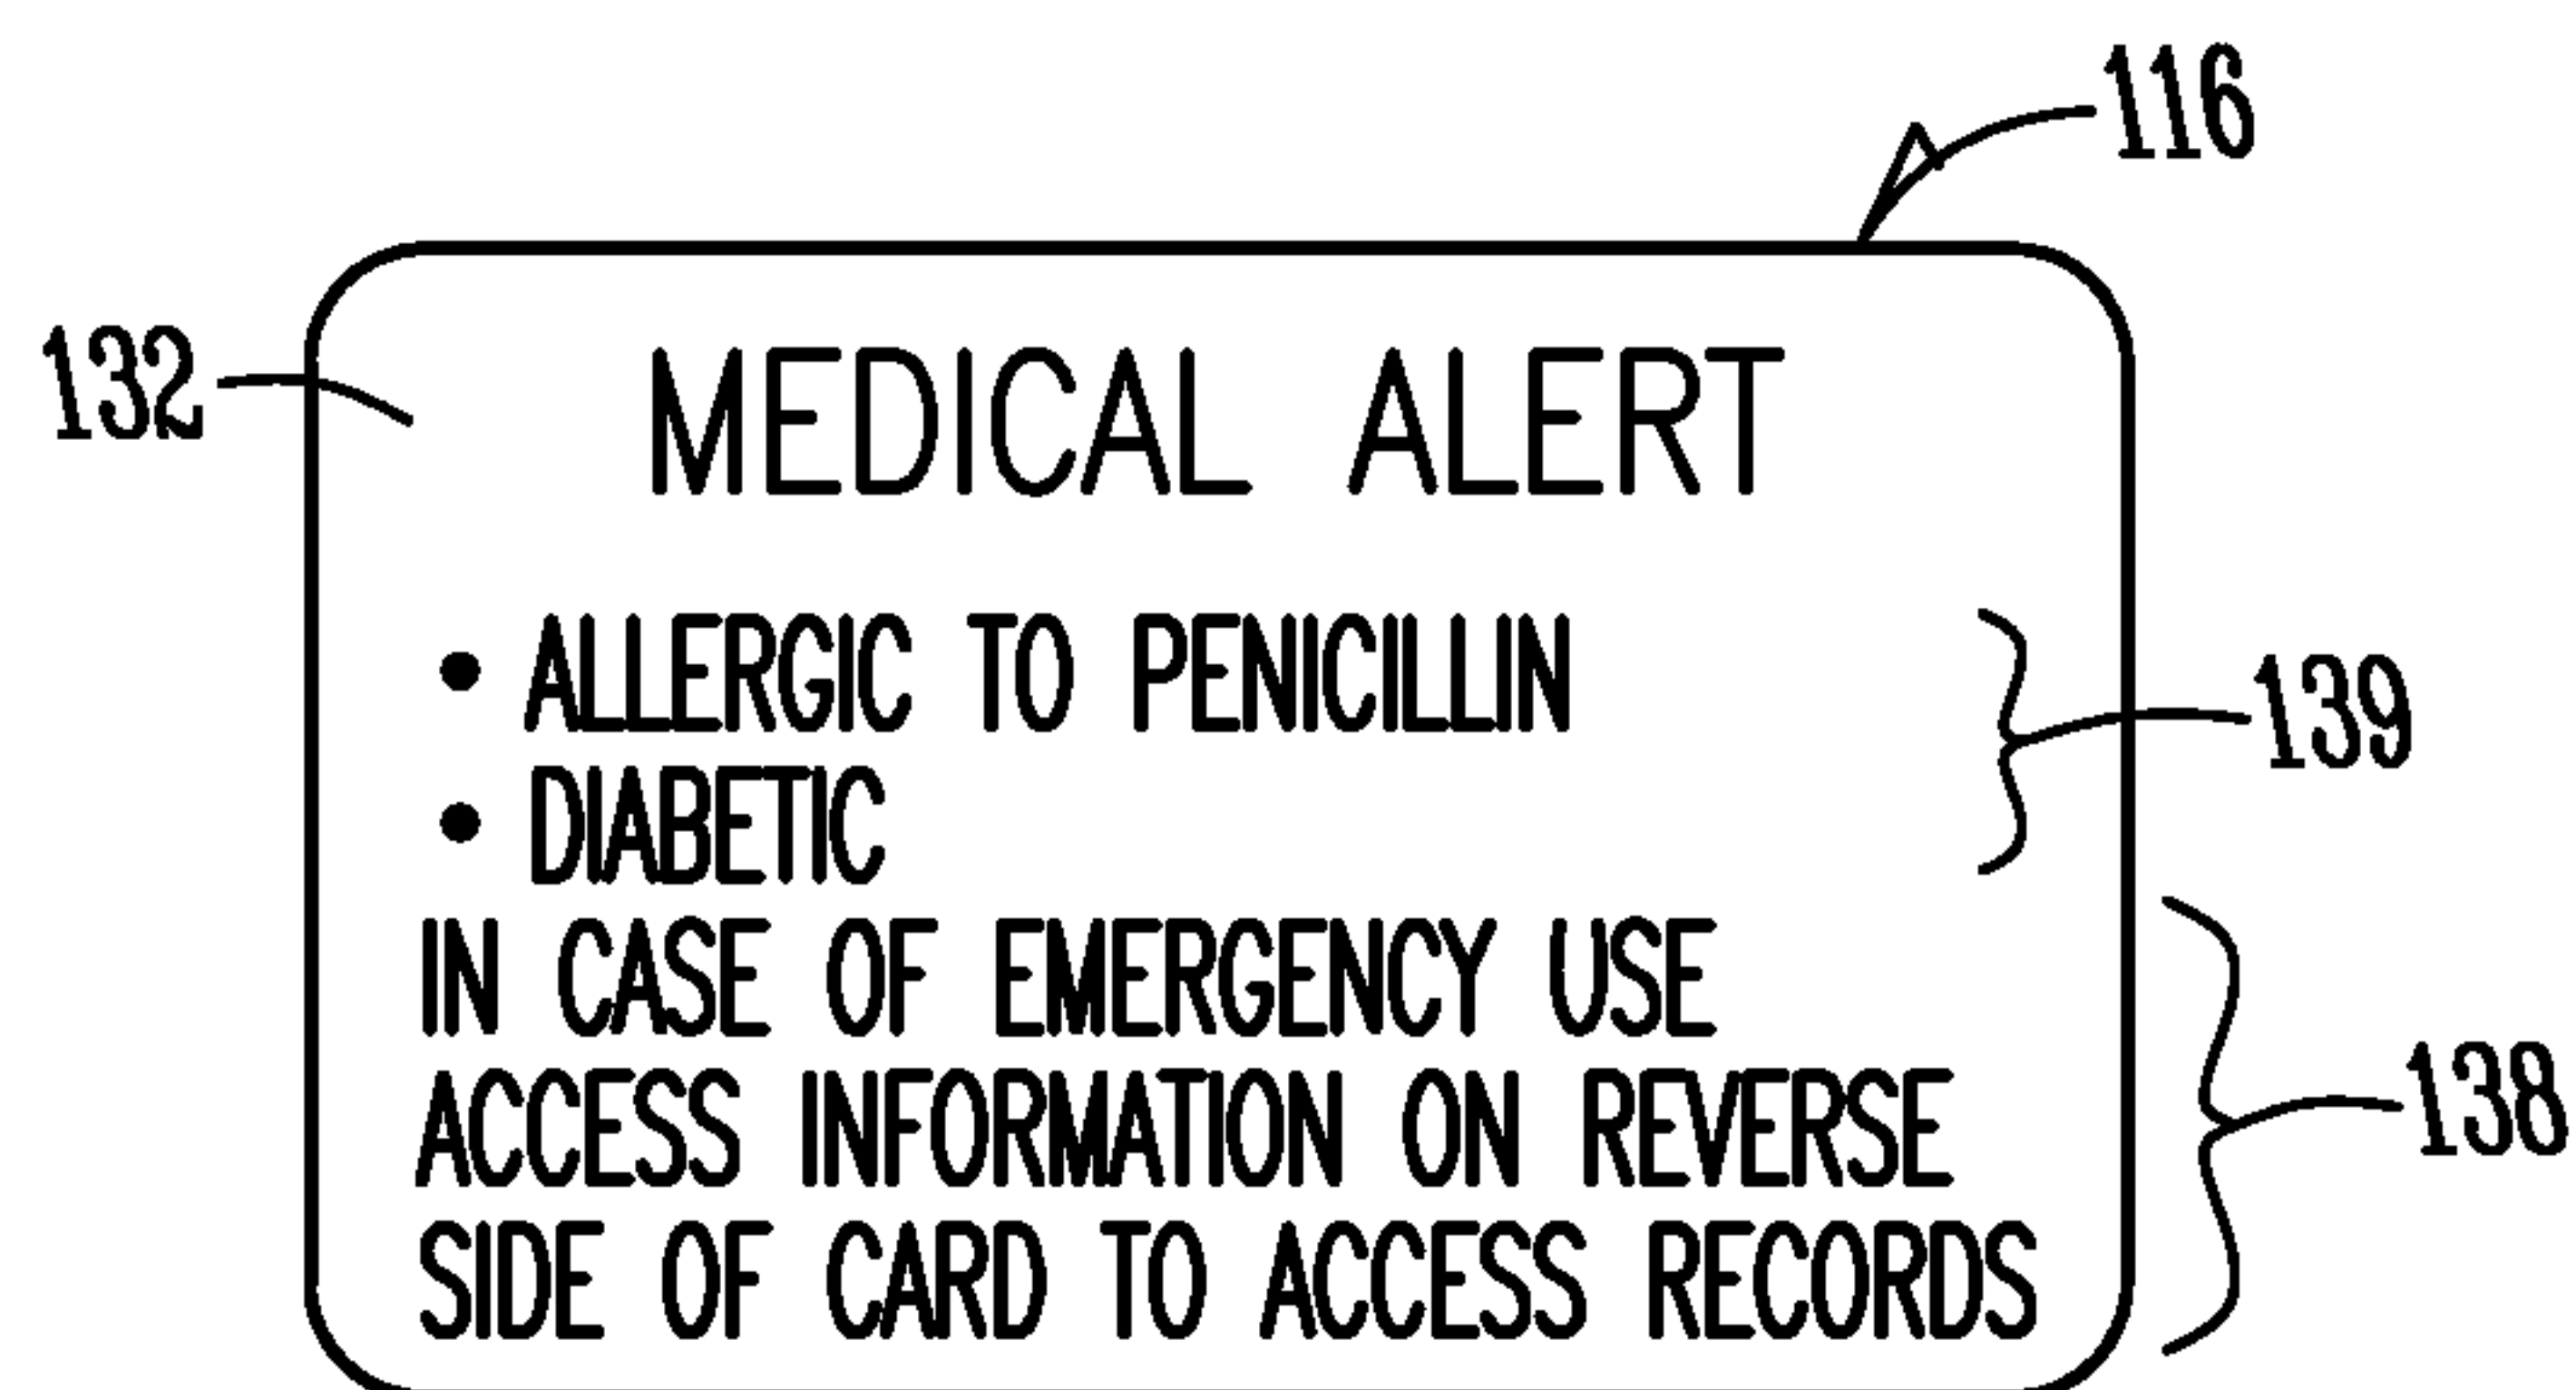 116
132
MEDICAL ALERT
• ALLERGIC TO PENICILLIN
139
• DIABETIC
IN CASE OF EMERGENCY USE
ACCESS INFORMATION ON REVERSE
138
SIDE OF CARD TO ACCESS RECORDS